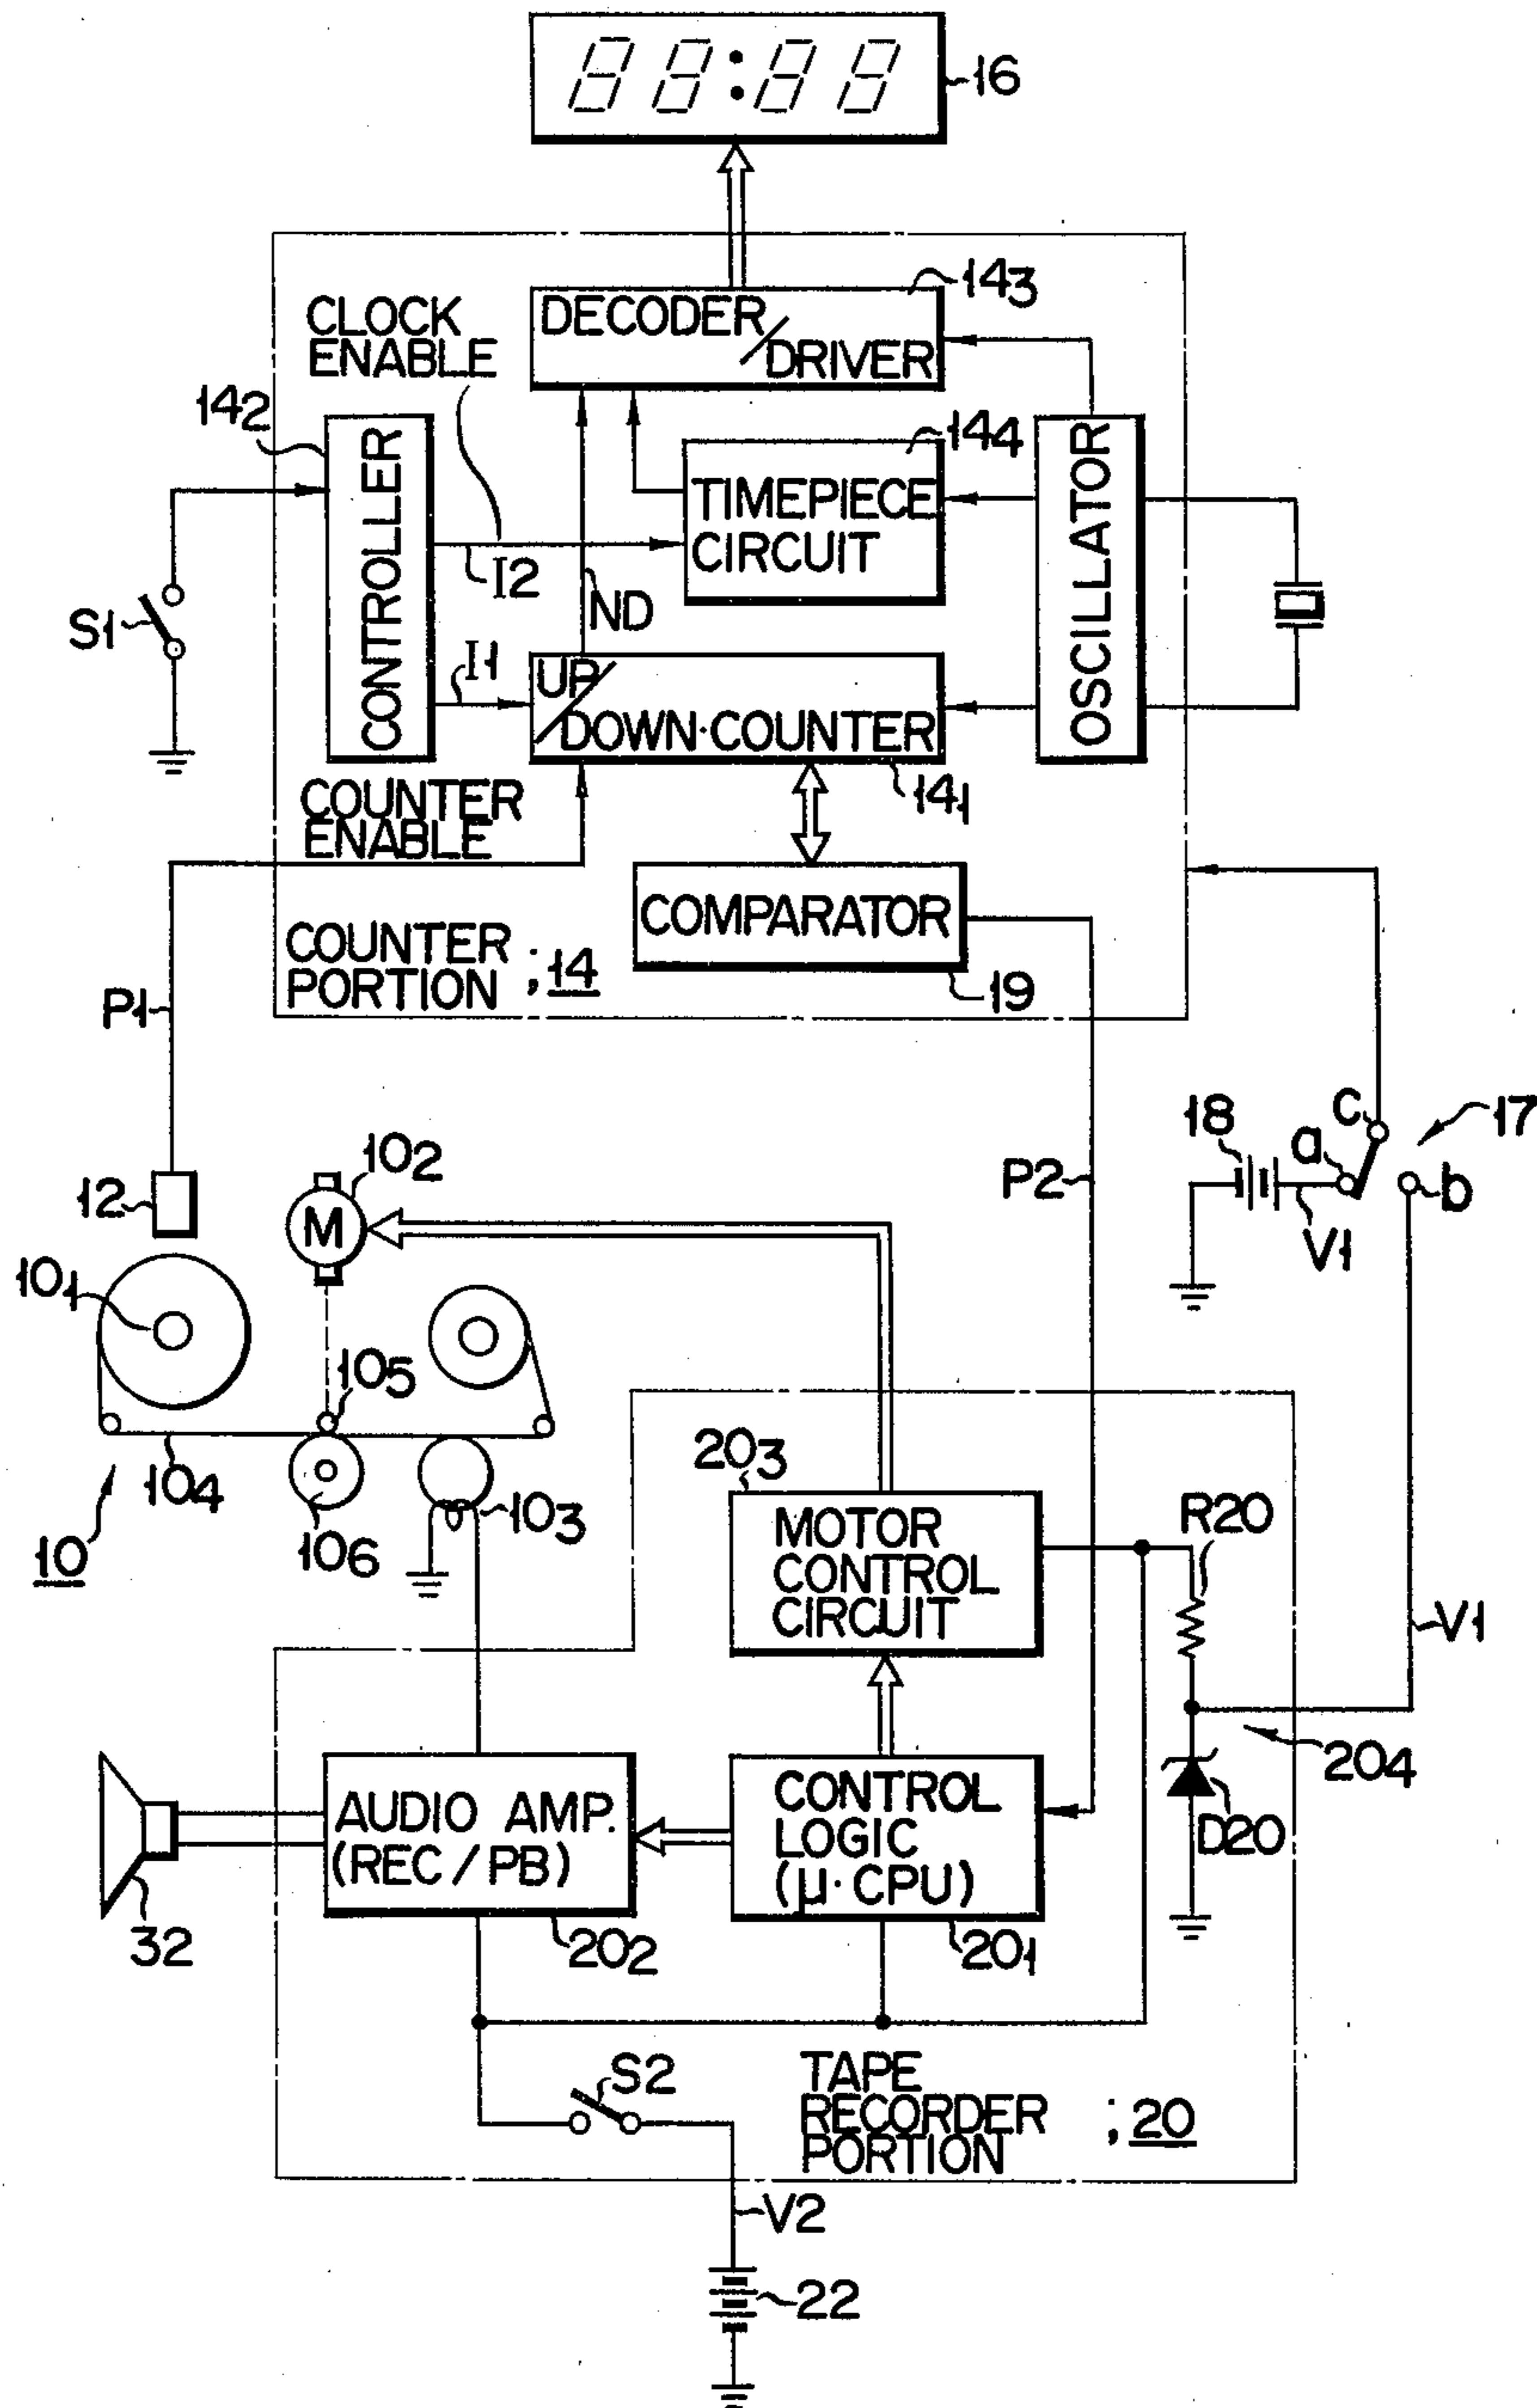 88:88
16
14₃
CLOCK
ENABLE
DECODER
/DRIVER
14₂
14₄
CONTROLLER
TIMEPIECE
CIRCUIT
OSCILLATOR
I2
ND
S1
I1
UP
/DOWN·COUNTER
14₁
COUNTER
ENABLE
COMPARATOR
COUNTER
PORTION ; 14
19
P1
18
c
17
a
b
V1
12
10₂
M
P2
10₁
10₅
10₄
20₃
10
10₆
10₃
MOTOR
CONTROL
CIRCUIT
R20
V1
AUDIO AMP.
(REC/PB)
CONTROL
LOGIC
(μ·CPU)
20₄
D20
32
20₂
20₁
S2
TAPE
RECORDER
PORTION ; 20
V2
22